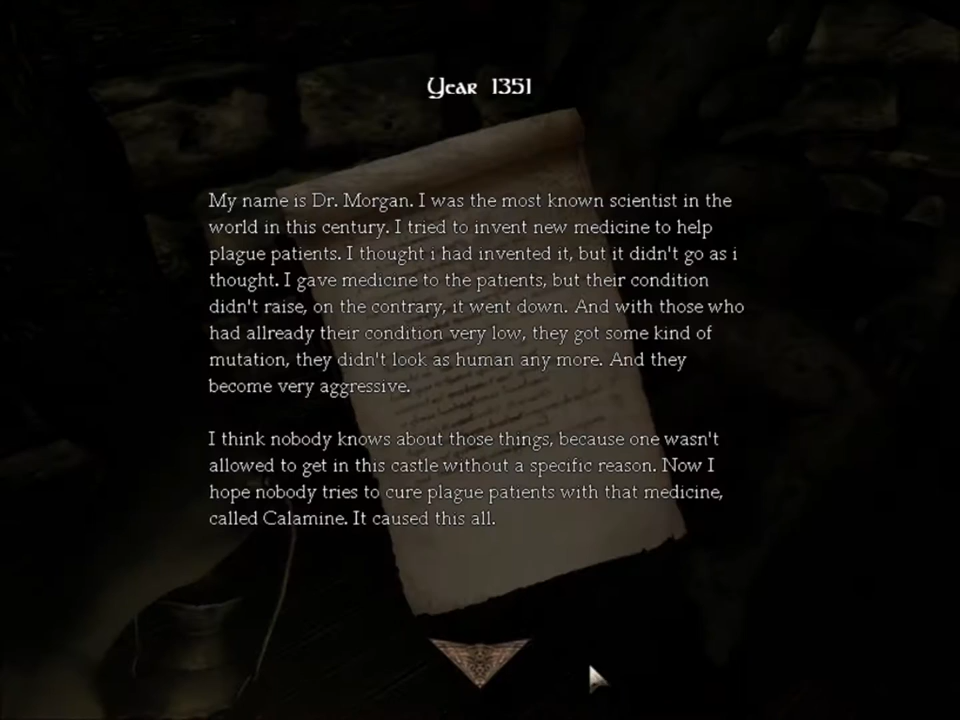 Year 1351
My name is Dr. Morgan. I was the most known scientist in the
world in this century. I tried to invent new medicine to help
plague patients. I thought i had invented it, but it didn't go as i
thought. I gave medicine to the patients, but their condition
didn't raise, on the contrary, it went down. And with those who
had allready their condition very low, they got some kind of
mutation, they didn't look as human any more. And they
become very aggressive.
I think nobody knows about those things, because one wasn't
allowed to get in this castle without a specific reason. Now I
hope nobody tries to cure plague patients with that medicine,
called Calamine. It caused this all.